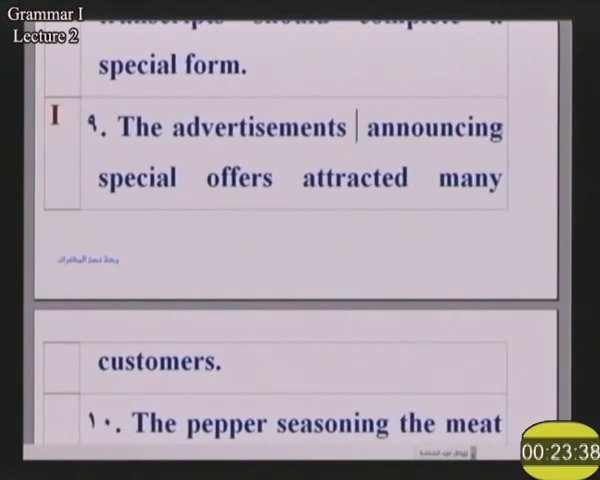 Grammar I
Lecture 2
special form.
I
٩. The advertisements announcing
special offers attracted many
customers.
١٠. The pepper seasoning the meat
00:23:38